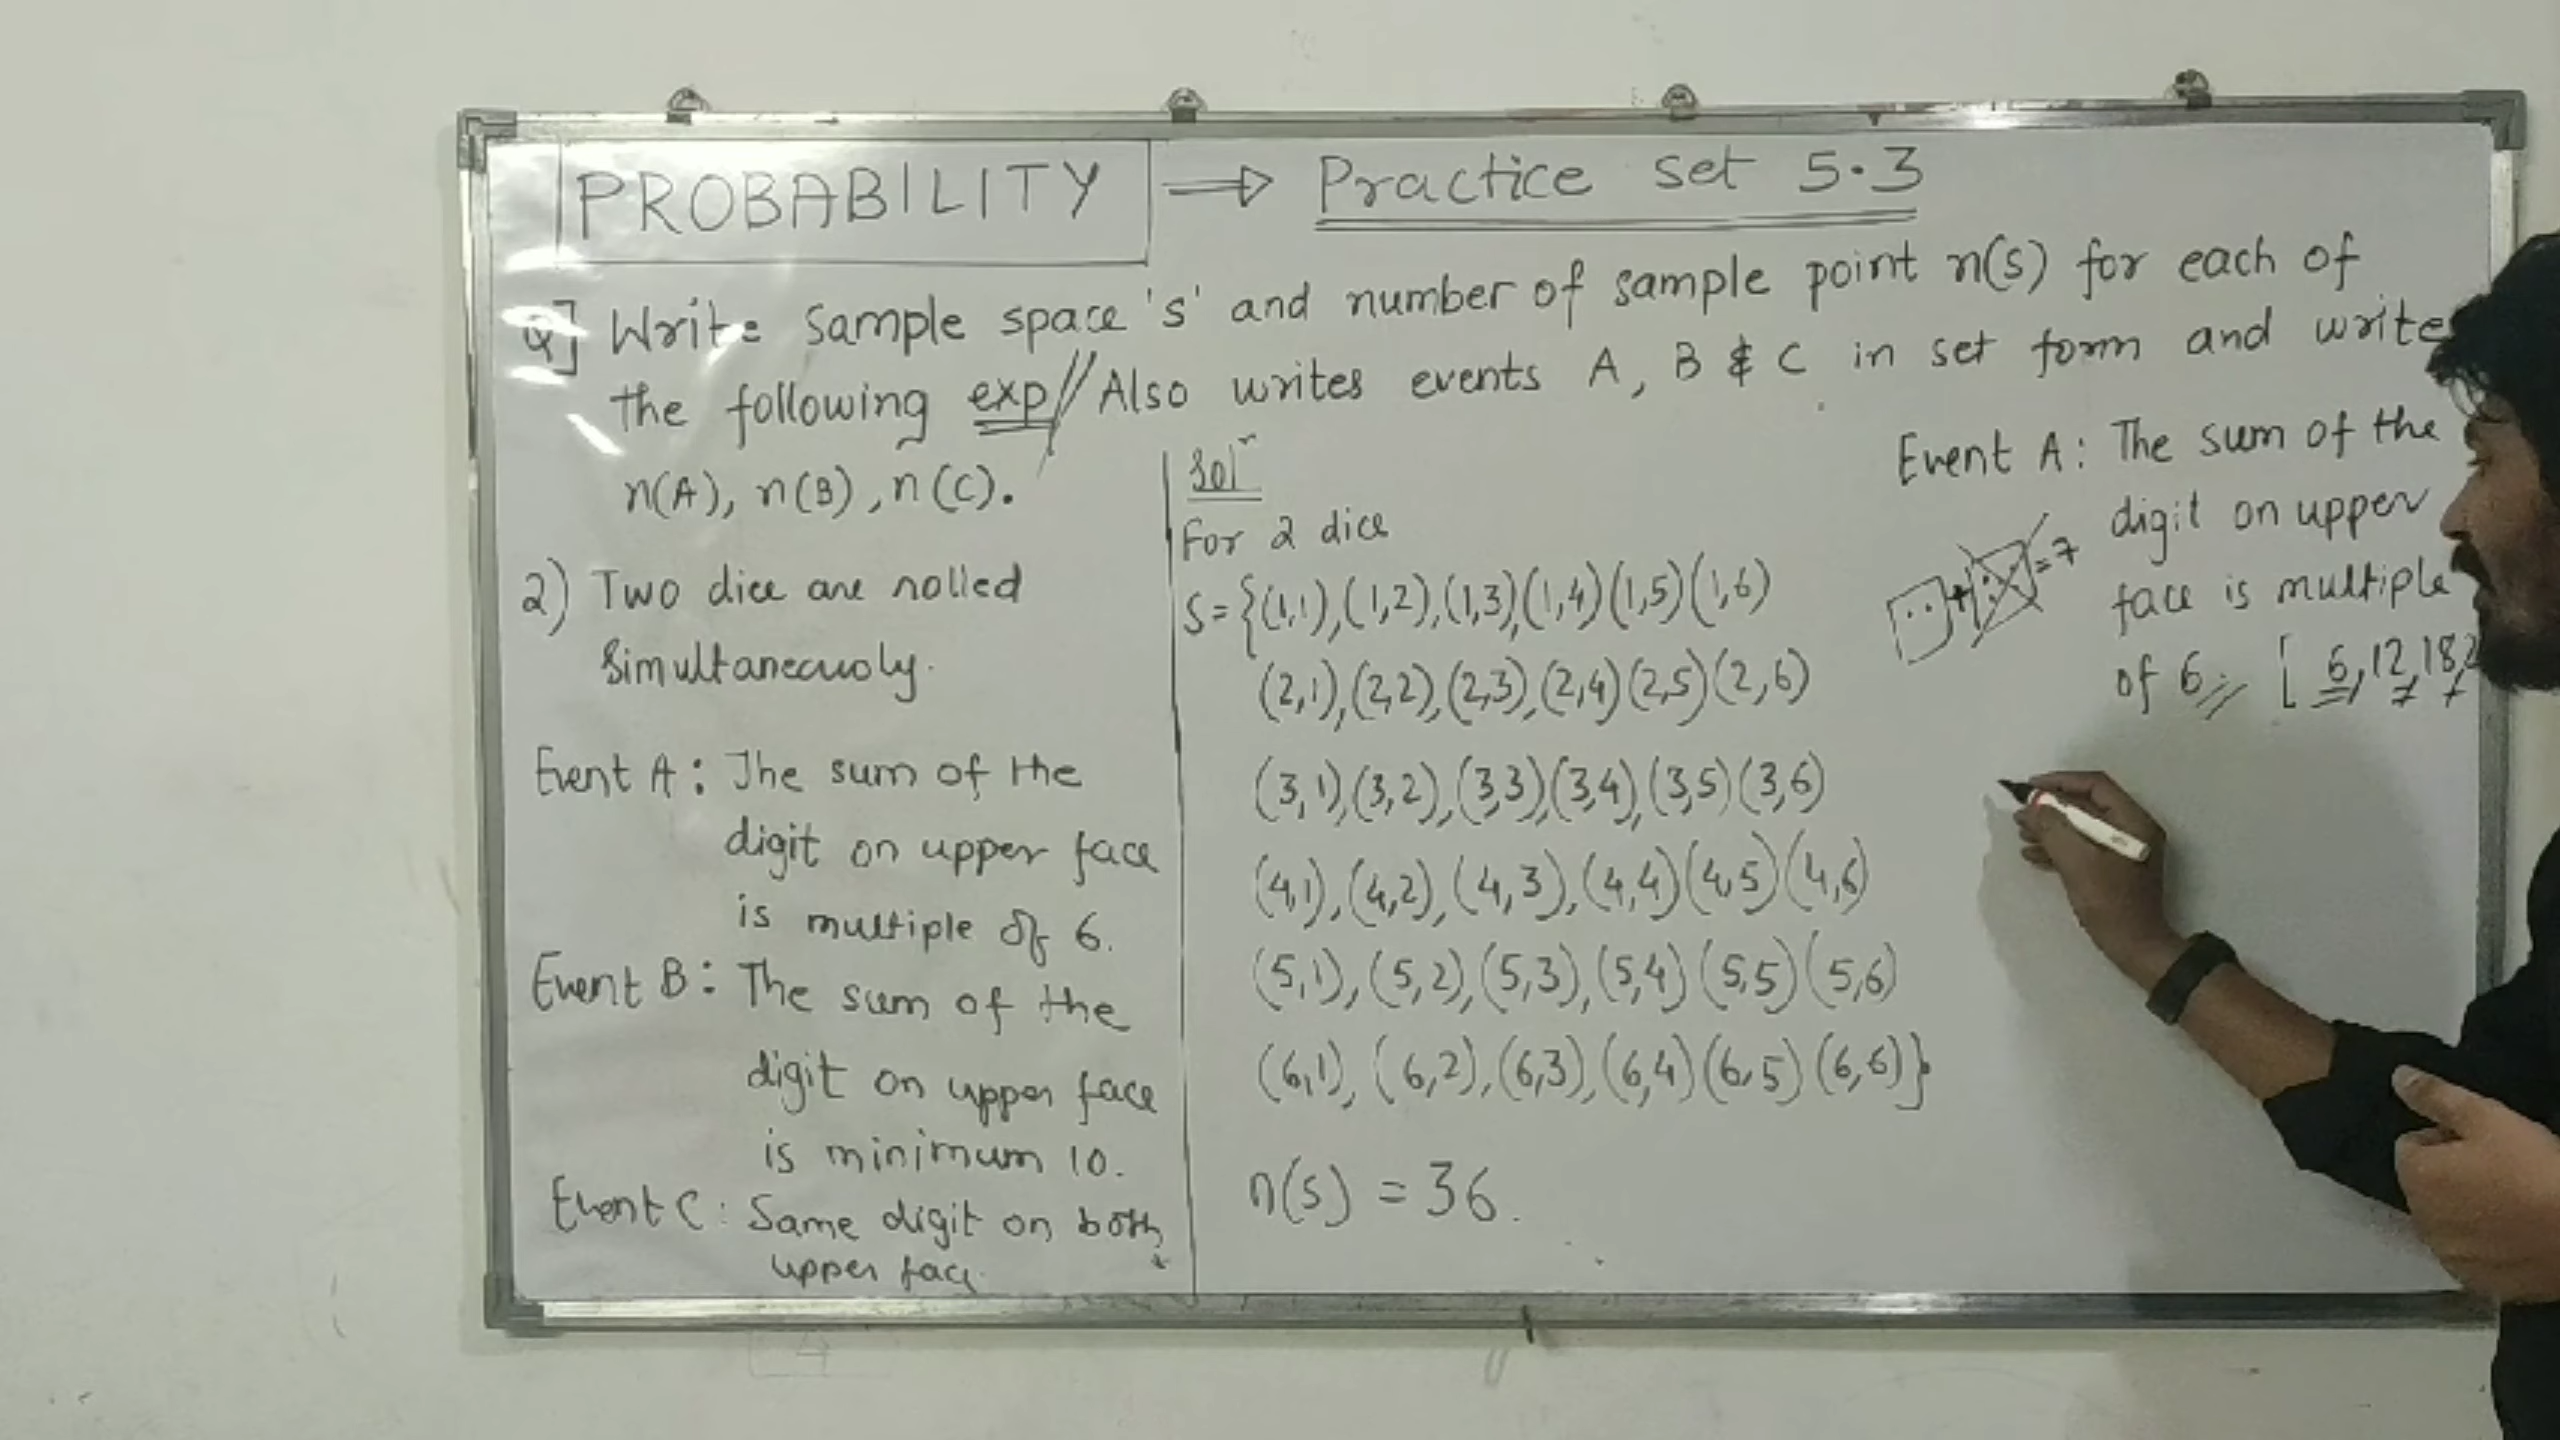 PROBABILITY ⇒ Practice set 5.3
Q] Write sample space 's' and number of sample point n(s) for each of
the following exp // Also writes events A, B & C in set form and write
n(A), n(B), n(C).
2) Two dice are rolled
simultaneously.
Event A: The sum of the
digit on upper face
is multiple of 6.
Event B: The sum of the
digit on upper face
is minimum 10.
Event C: Same digit on both
upper face.
Solⁿ
For 2 dice
S = {(1,1),(1,2),(1,3),(1,4)(1,5)(1,6)
(2,1),(2,2),(2,3),(2,4)(2,5)(2,6)
(3,1),(3,2),(3,3),(3,4),(3,5)(3,6)
(4,1),(4,2),(4,3),(4,4)(4,5)(4,6)
(5,1),(5,2),(5,3),(5,4)(5,5)(5,6)
(6,1),(6,2),(6,3),(6,4)(6,5)(6,6)}
n(s) = 36.
Event A: The sum of the
digit on upper
face is multiple
of 6 // [ 6,12,18,
+ = 7